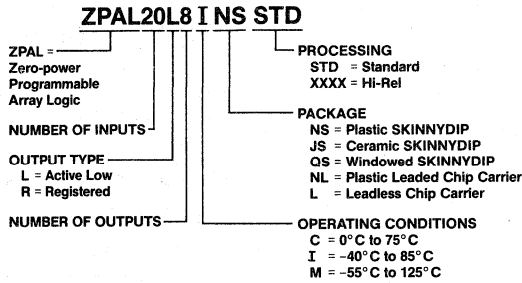 ZPAL20L8 I NS STD
ZPAL =
Zero-power
Programmable
Array Logic
NUMBER OF INPUTS
OUTPUT TYPE
L = Active Low
R = Registered
NUMBER OF OUTPUTS
PROCESSING
STD = Standard
XXXX = Hi-Rel
PACKAGE
NS = Plastic SKINNYDIP
JS = Ceramic SKINNYDIP
QS = Windowed SKINNYDIP
NL = Plastic Leaded Chip Carrier
L = Leadless Chip Carrier
OPERATING CONDITIONS
C = 0°C to 75°C
I = –40°C to 85°C
M = –55°C to 125°C